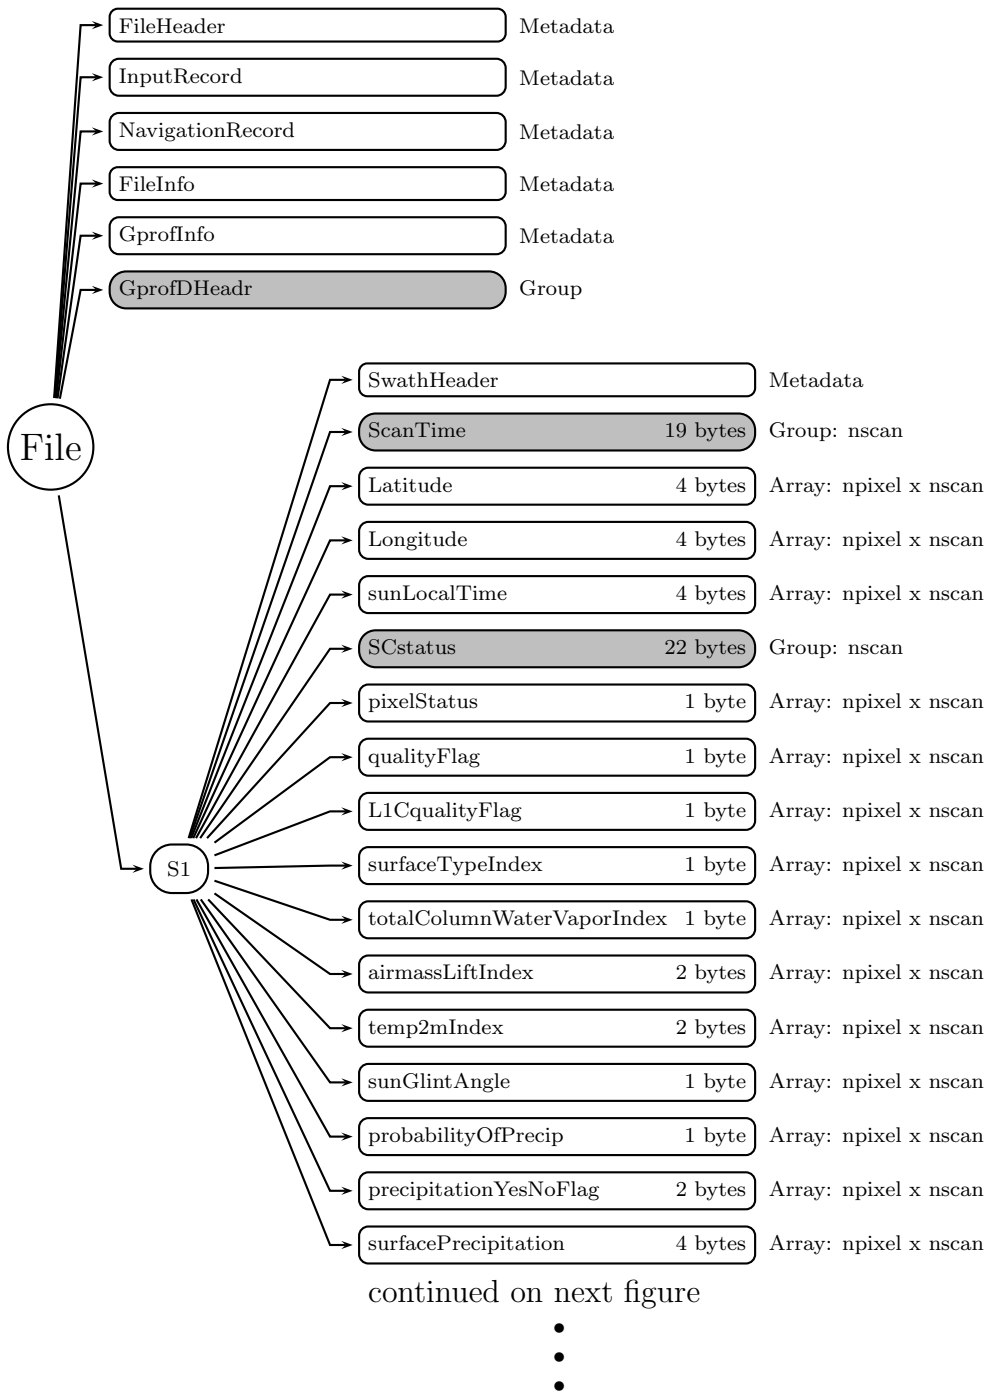 FileHeader Metadata
InputRecord Metadata
NavigationRecord Metadata
FileInfo Metadata
GprofInfo Metadata
GprofDHeadr Group
File
SwathHeader Metadata
ScanTime 19 bytes Group: nscan
Latitude 4 bytes Array: npixel x nscan
Longitude 4 bytes Array: npixel x nscan
sunLocalTime 4 bytes Array: npixel x nscan
SCstatus 22 bytes Group: nscan
pixelStatus 1 byte Array: npixel x nscan
qualityFlag 1 byte Array: npixel x nscan
L1CqualityFlag 1 byte Array: npixel x nscan
S1
surfaceTypeIndex 1 byte Array: npixel x nscan
totalColumnWaterVaporIndex 1 byte Array: npixel x nscan
airmassLiftIndex 2 bytes Array: npixel x nscan
temp2mIndex 2 bytes Array: npixel x nscan
sunGlintAngle 1 byte Array: npixel x nscan
probabilityOfPrecip 1 byte Array: npixel x nscan
precipitationYesNoFlag 2 bytes Array: npixel x nscan
surfacePrecipitation 4 bytes Array: npixel x nscan
continued on next figure